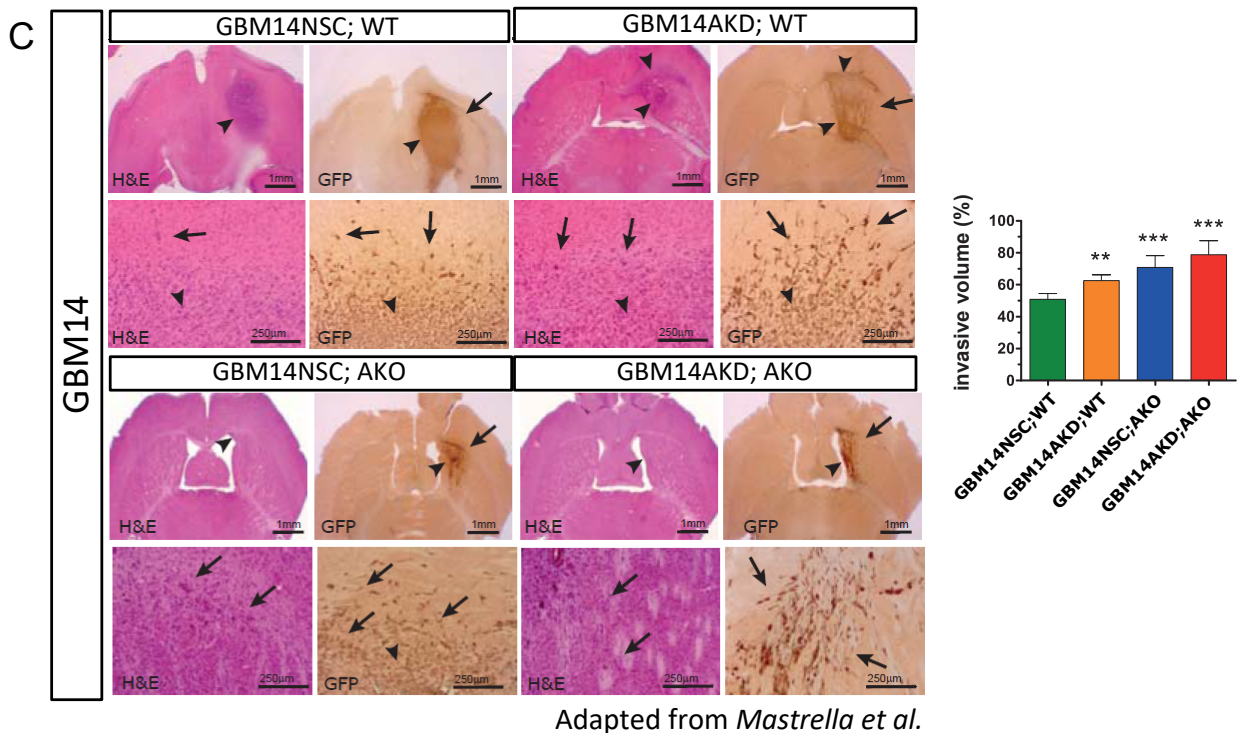 C
GBM14
GBM14NSC; WT
GBM14AKD; WT
H&E
1mm
GFP
1mm
H&E
1mm
GFP
1mm
H&E
250µm
GFP
250µm
H&E
250µm
GFP
250µm
GBM14NSC; AKO
GBM14AKD; AKO
H&E
1mm
GFP
1mm
H&E
1mm
GFP
1mm
H&E
250µm
GFP
250µm
H&E
250µm
250µm
Adapted from Mastrella et al.
invasive volume (%)
100
80
60
40
20
0
**
***
***
GBM14NSC;WT
GBM14AKD;WT
GBM14NSC;AKO
GBM14AKD;AKO